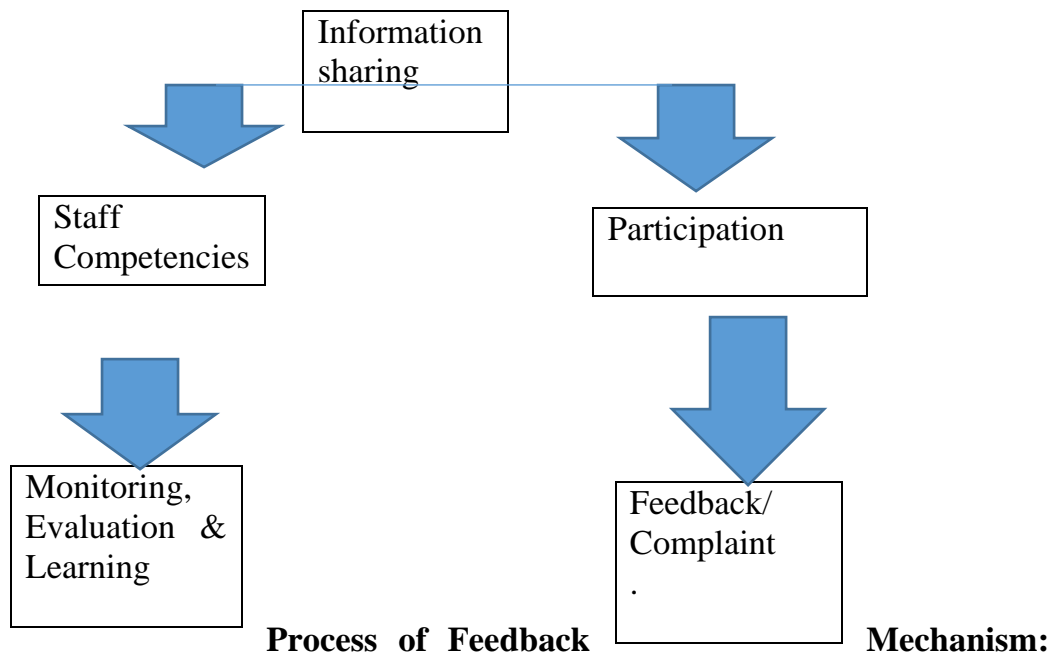 Information
sharing
Staff
Competencies
Participation
Monitoring,
Evaluation &
Learning
Feedback/
Complaint
.
Process of Feedback Mechanism: